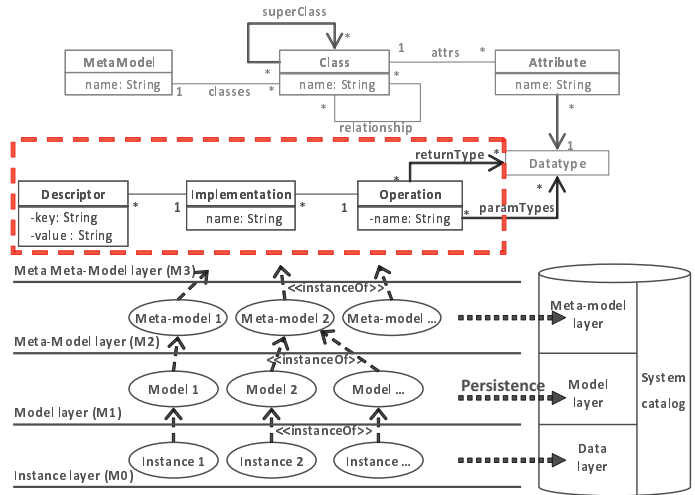 superClass
*
MetaModel
name: String
1
classes
*
*
Class
name: String
*
*
relationship
1
attrs
*
Attribute
name: String
*
1
Datatype
returnType
*
*
paramTypes
*
*
Descriptor
-key: String
-value : String
*
1
Implementation
name: String
*
1
Operation
-name: String
Meta Meta-Model layer (M3)
<<instanceOf>>
Meta-model 1
Meta-model 2
Meta-model ...
Meta-model
layer
Meta-Model layer (M2)
<<instanceOf>>
Model 1
Model 2
Model ...
Persistence
Model
layer
System
catalog
Model layer (M1)
<<instanceOf>>
Instance 1
Instance 2
Instance ...
Data
layer
Instance layer (M0)